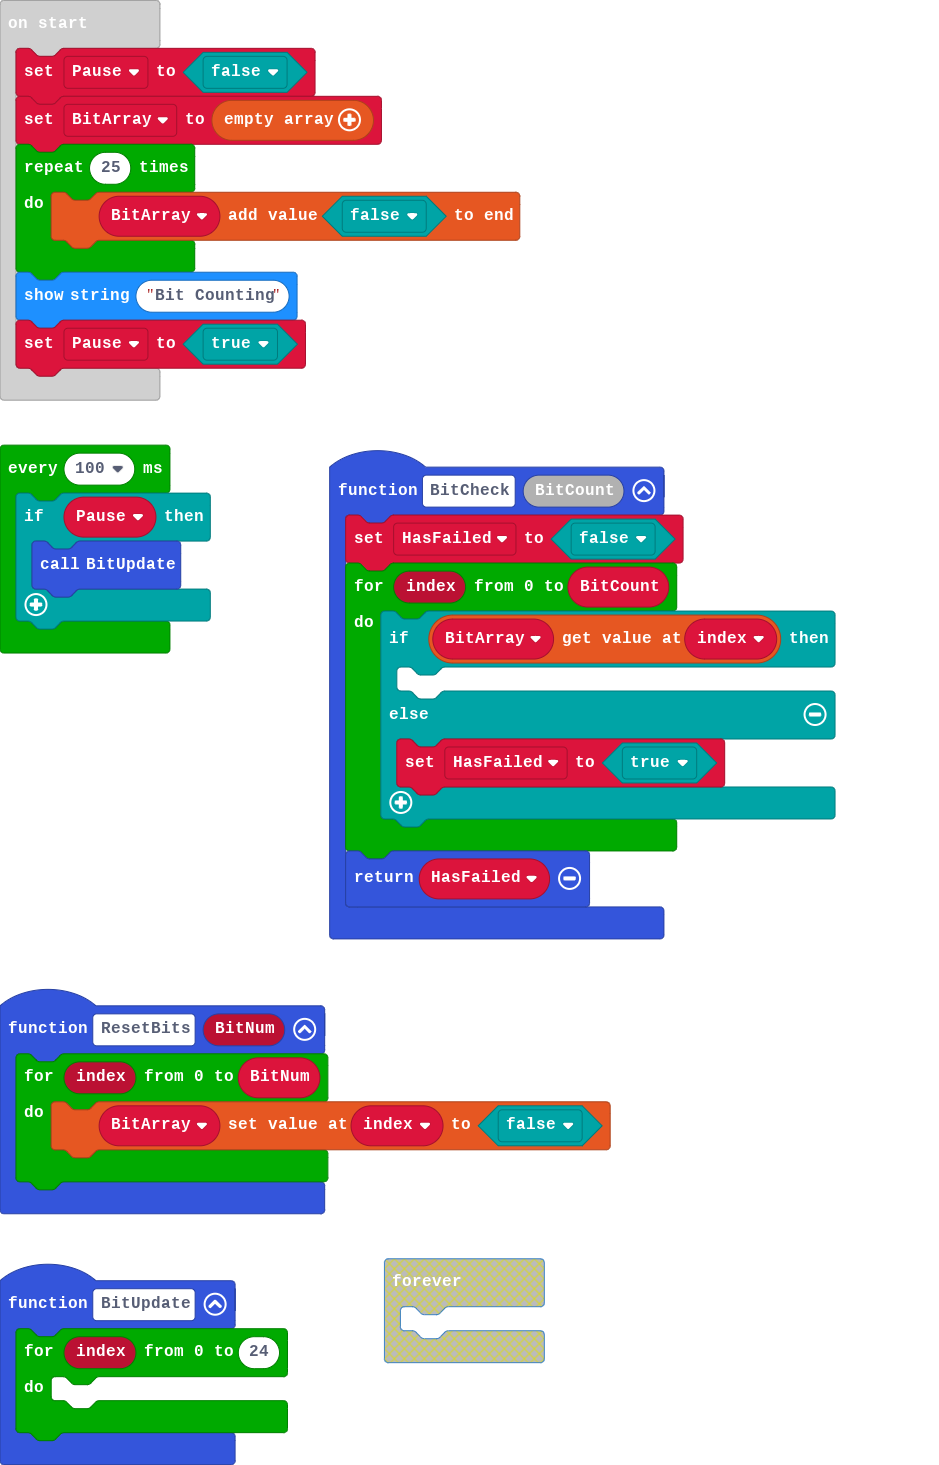 on start
set Pause to false
set BitArray to empty array
repeat 25 times
do BitArray add value false to end
show string "Bit Counting"
set Pause to true
every 100 ms
if Pause then
call BitUpdate
function BitCheck BitCount
set HasFailed to false
for index from 0 to BitCount
do if BitArray get value at index then
else
set HasFailed to true
return HasFailed
function ResetBits BitNum
for index from 0 to BitNum
do BitArray set value at index to false
function BitUpdate
for index from 0 to 24
do
forever